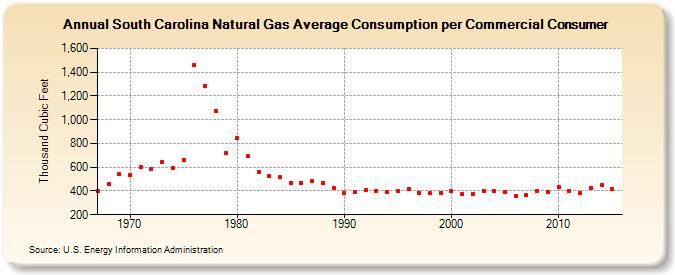 Annual South Carolina Natural Gas Average Consumption per Commercial Consumer
Thousand Cubic Feet
1,600
1,400
1,200
1,000
800
600
400
200
1970 1980 1990 2000 2010
Source: U.S. Energy Information Administration